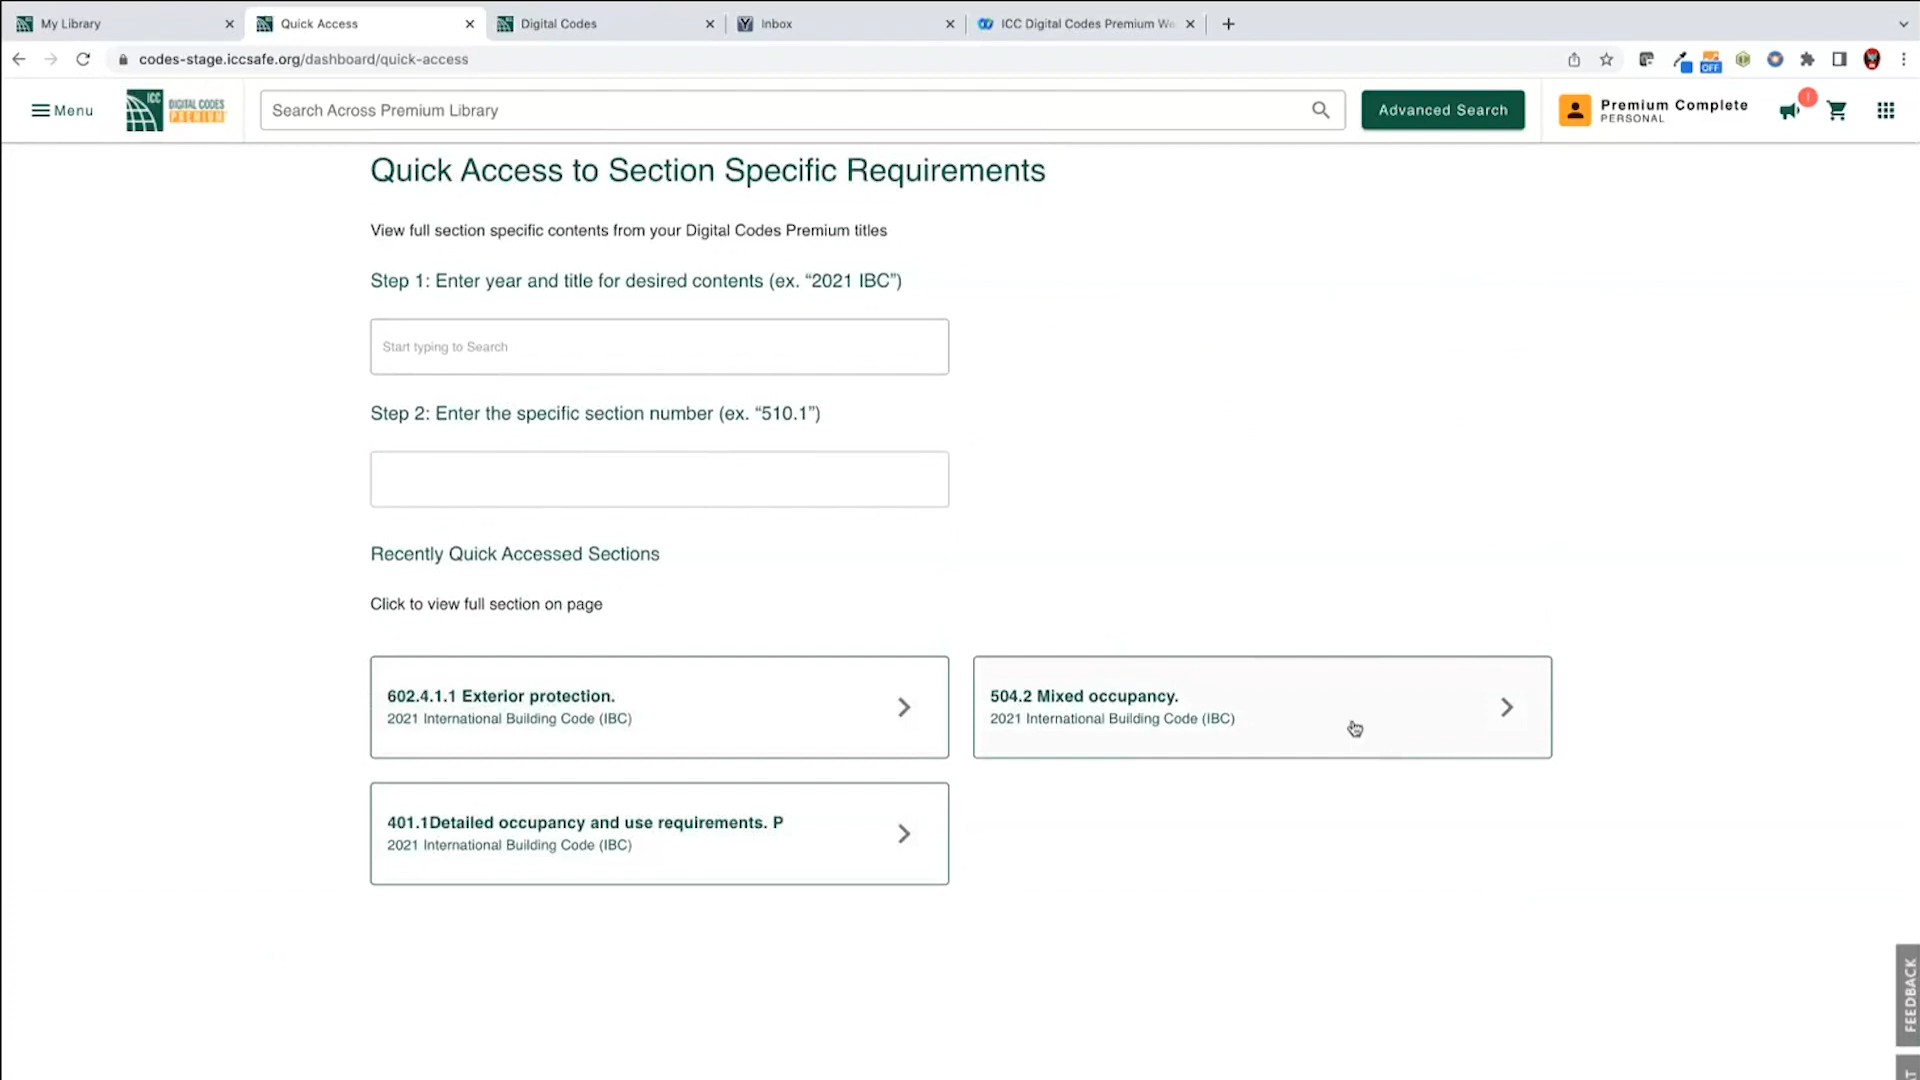 My Library
Quick Access
Digital Codes
Inbox
ICC Digital Codes Premium We
codes-stage.iccsafe.org/dashboard/quick-access
OFF
Menu
ICC
DIGITAL CODES
PREMIUM
Search Across Premium Library
Advanced Search
Premium Complete
PERSONAL
Quick Access to Section Specific Requirements
View full section specific contents from your Digital Codes Premium titles
Step 1: Enter year and title for desired contents (ex. “2021 IBC”)
Start typing to Search
Step 2: Enter the specific section number (ex. “510.1”)
Recently Quick Accessed Sections
Click to view full section on page
602.4.1.1 Exterior protection.
2021 International Building Code (IBC)
504.2 Mixed occupancy.
2021 International Building Code (IBC)
401.1Detailed occupancy and use requirements. P
2021 International Building Code (IBC)
FEEDBACK